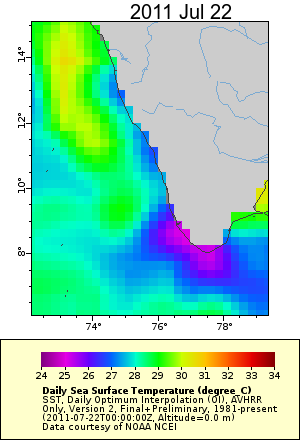 2011 Jul 22
14°
12°
10°
8°
74° 76° 78°
24 25 26 27 28 29 30 31 32 33 34
Daily Sea Surface Temperature (degree_C)
SST, Daily Optimum Interpolation (OI), AVHRR
Only, Version 2, Final+Preliminary, 1981-present
(2011-07-22T00:00:00Z, Altitude=0.0 m)
Data courtesy of NOAA NCEI